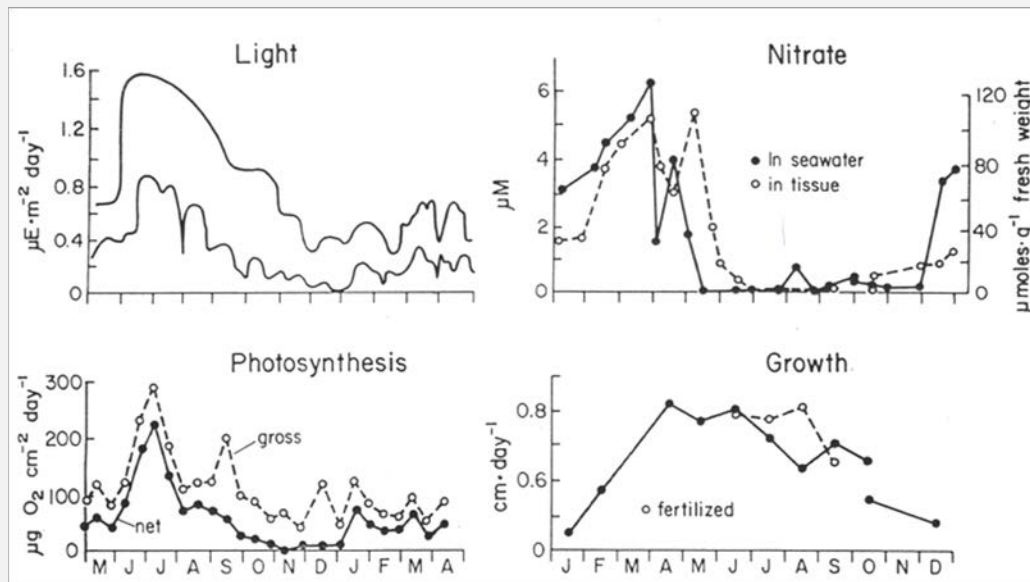 Light
1.6
1.2
0.8
0.4
0
µE·m⁻² day⁻¹
Nitrate
6
4
2
0
µM
In seawater
in tissue
120
80
40
0
µmoles·g⁻¹ fresh weight
Photosynthesis
300
200
100
0
µg O₂ cm⁻² day⁻¹
gross
net
M J J A S O N D J F M A
Growth
0.8
0.6
0
cm·day⁻¹
fertilized
J F M A M J J A S O N D